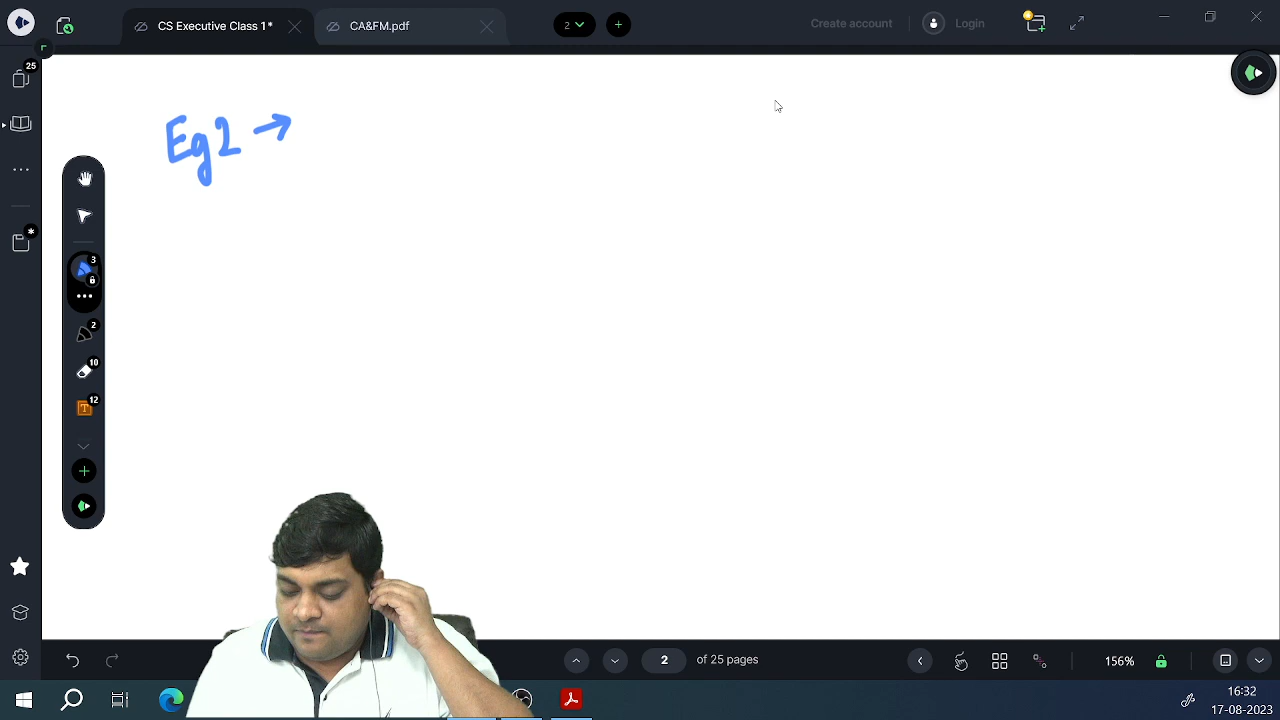 CS Executive Class 1*
CA&FM.pdf
2
Create account
Login
25
Eg 2 →
*
3
2
10
12
T
2
of 25 pages
156%
16:32
17-08-2023